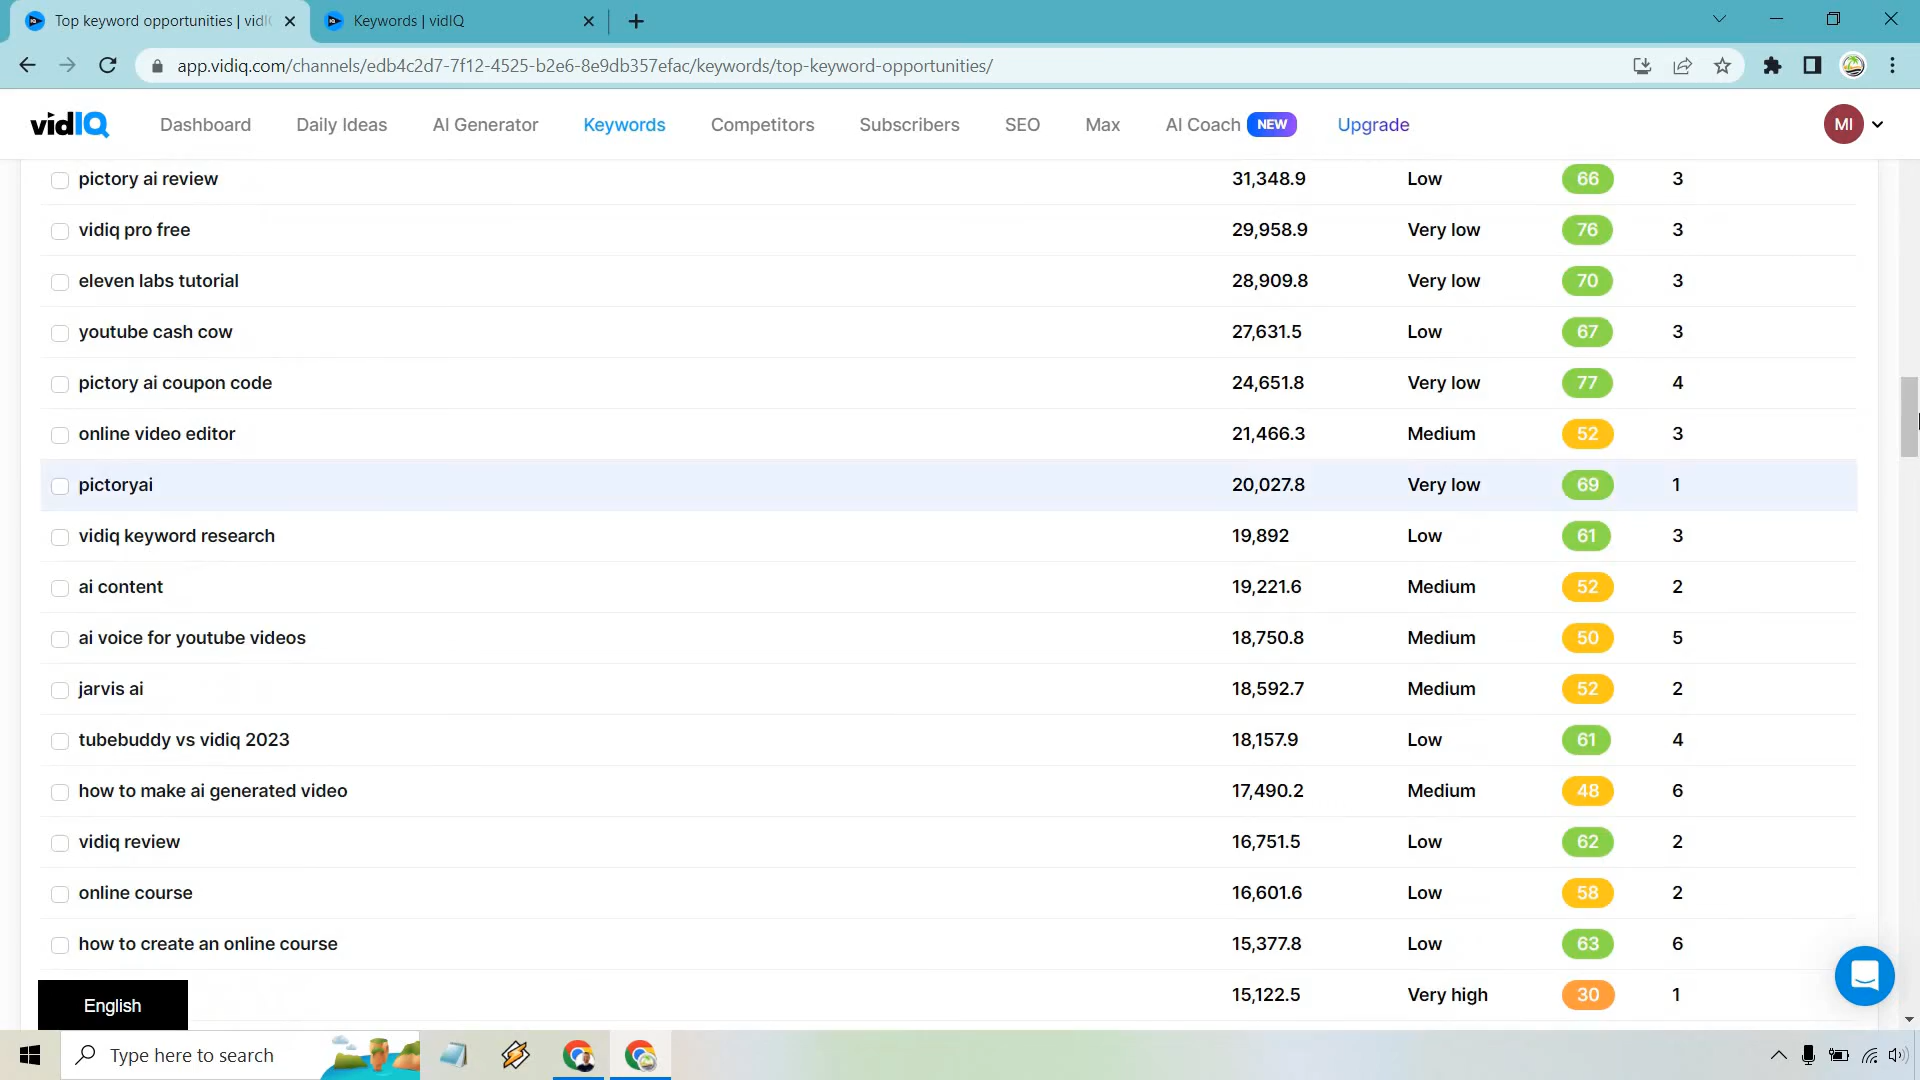 Top keyword opportunities | vidI
Keywords | vidIQ
app.vidiq.com/channels/edb4c2d7-7f12-4525-b2e6-8e9db357efac/keywords/top-keyword-opportunities/
vidIQ Dashboard Daily Ideas AI Generator Keywords Competitors Subscribers SEO Max AI Coach NEW Upgrade MI
pictory ai review 31,348.9 Low 66 3
vidiq pro free 29,958.9 Very low 76 3
eleven labs tutorial 28,909.8 Very low 70 3
youtube cash cow 27,631.5 Low 67 3
pictory ai coupon code 24,651.8 Very low 77 4
online video editor 21,466.3 Medium 52 3
pictoryai 20,027.8 Very low 69 1
vidiq keyword research 19,892 Low 61 3
ai content 19,221.6 Medium 52 2
ai voice for youtube videos 18,750.8 Medium 50 5
jarvis ai 18,592.7 Medium 52 2
tubebuddy vs vidiq 2023 18,157.9 Low 61 4
how to make ai generated video 17,490.2 Medium 48 6
vidiq review 16,751.5 Low 62 2
online course 16,601.6 Low 58 2
how to create an online course 15,377.8 Low 63 6
15,122.5 Very high 30 1
English
Type here to search